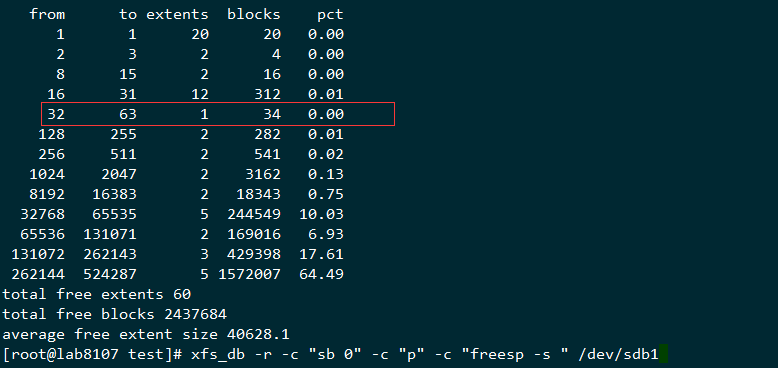 from to extents blocks pct
1 1 20 20 0.00
2 3 2 4 0.00
8 15 2 16 0.00
16 31 12 312 0.01
32 63 1 34 0.00
128 255 2 282 0.01
256 511 2 541 0.02
1024 2047 2 3162 0.13
8192 16383 2 18343 0.75
32768 65535 5 244549 10.03
65536 131071 2 169016 6.93
131072 262143 3 429398 17.61
262144 524287 5 1572007 64.49
total free extents 60
total free blocks 2437684
average free extent size 40628.1
[root@lab8107 test]# xfs_db -r -c "sb 0" -c "p" -c "freesp -s " /dev/sdb1